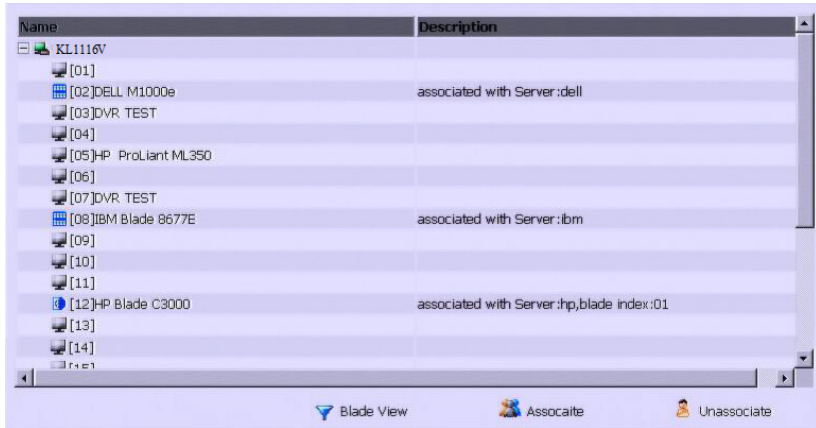 Name Description
KL1116V
[01]
[02]DELL M1000e associated with Server:dell
[03]DVR TEST
[04]
[05]HP ProLiant ML350
[06]
[07]DVR TEST
[08]IBM Blade 8677E associated with Server:ibm
[09]
[10]
[11]
[12]HP Blade C3000 associated with Server:hp,blade index:01
[13]
[14]
Blade View Assocaite Unassociate